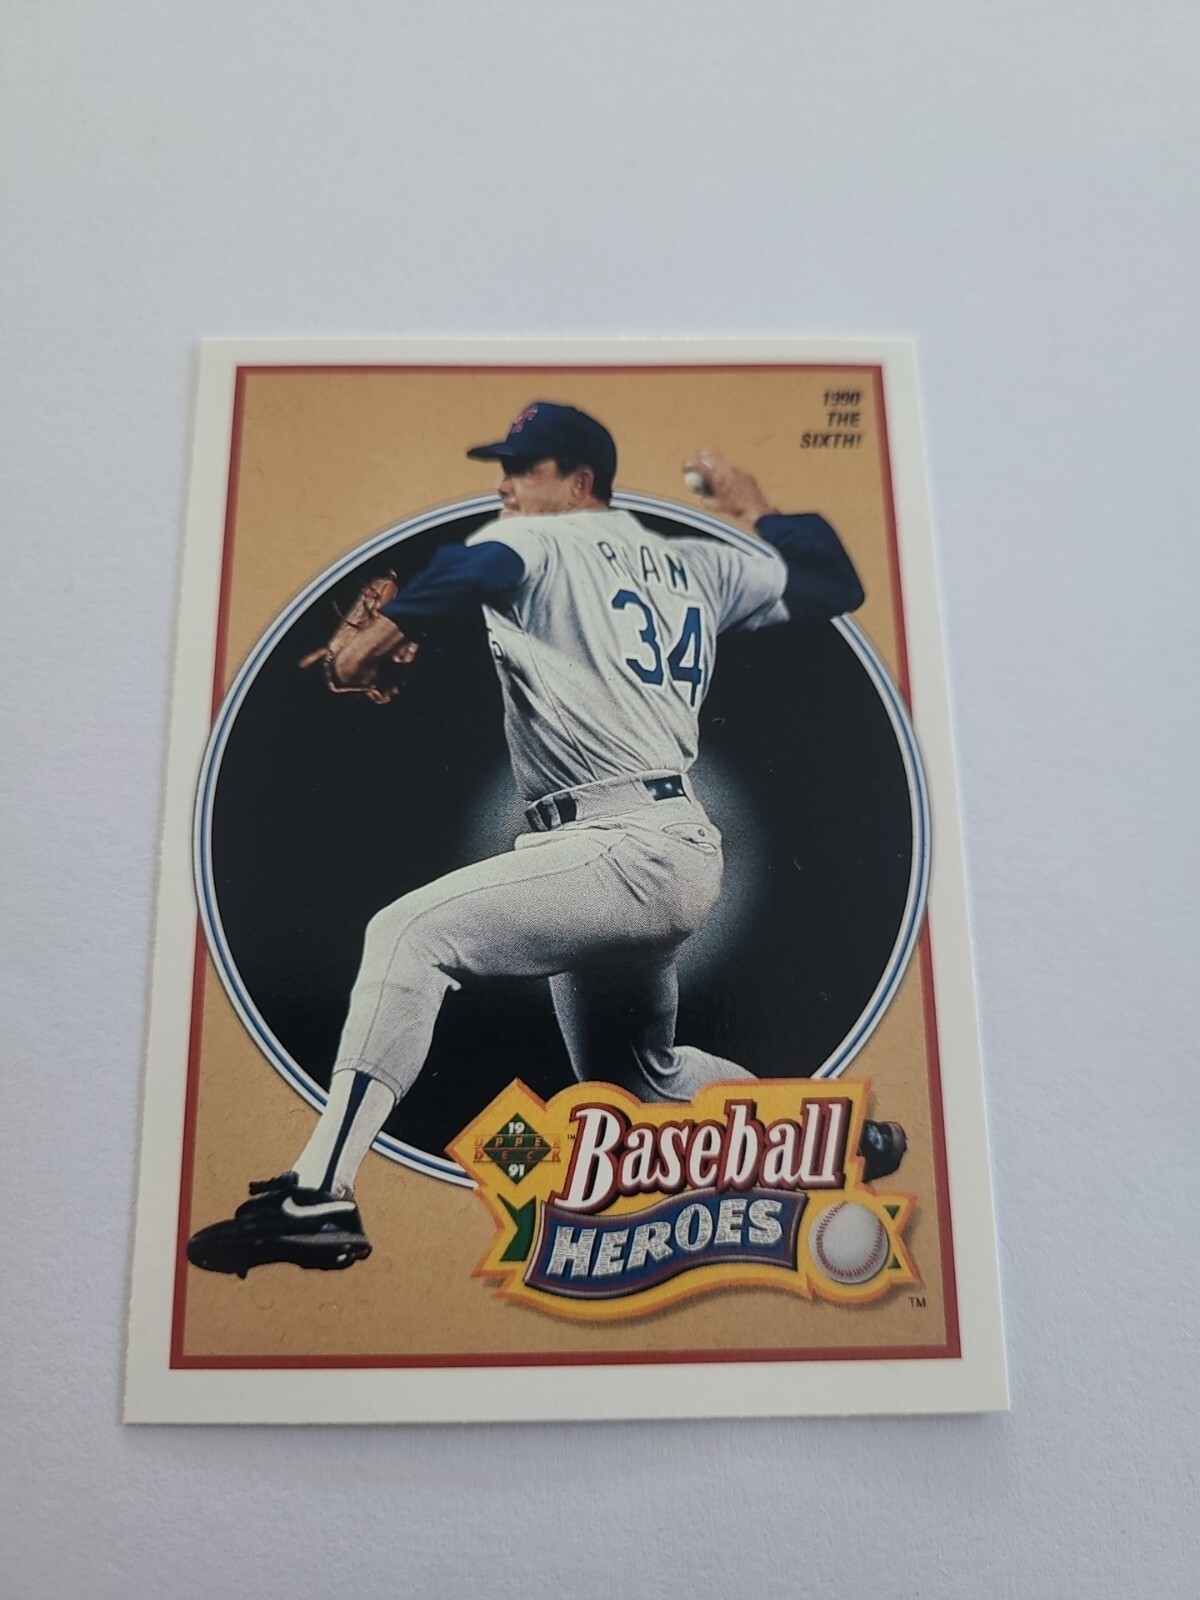 1990
THE
SIXTH!
T
RYAN
34
19
UPPER
DECK
91
™
Baseball
HEROES
TM